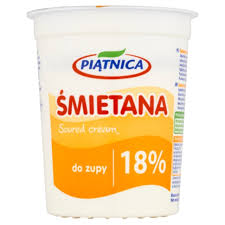 PIĄTNICA
ŚMIETANA
Soured cream
do zupy
18%